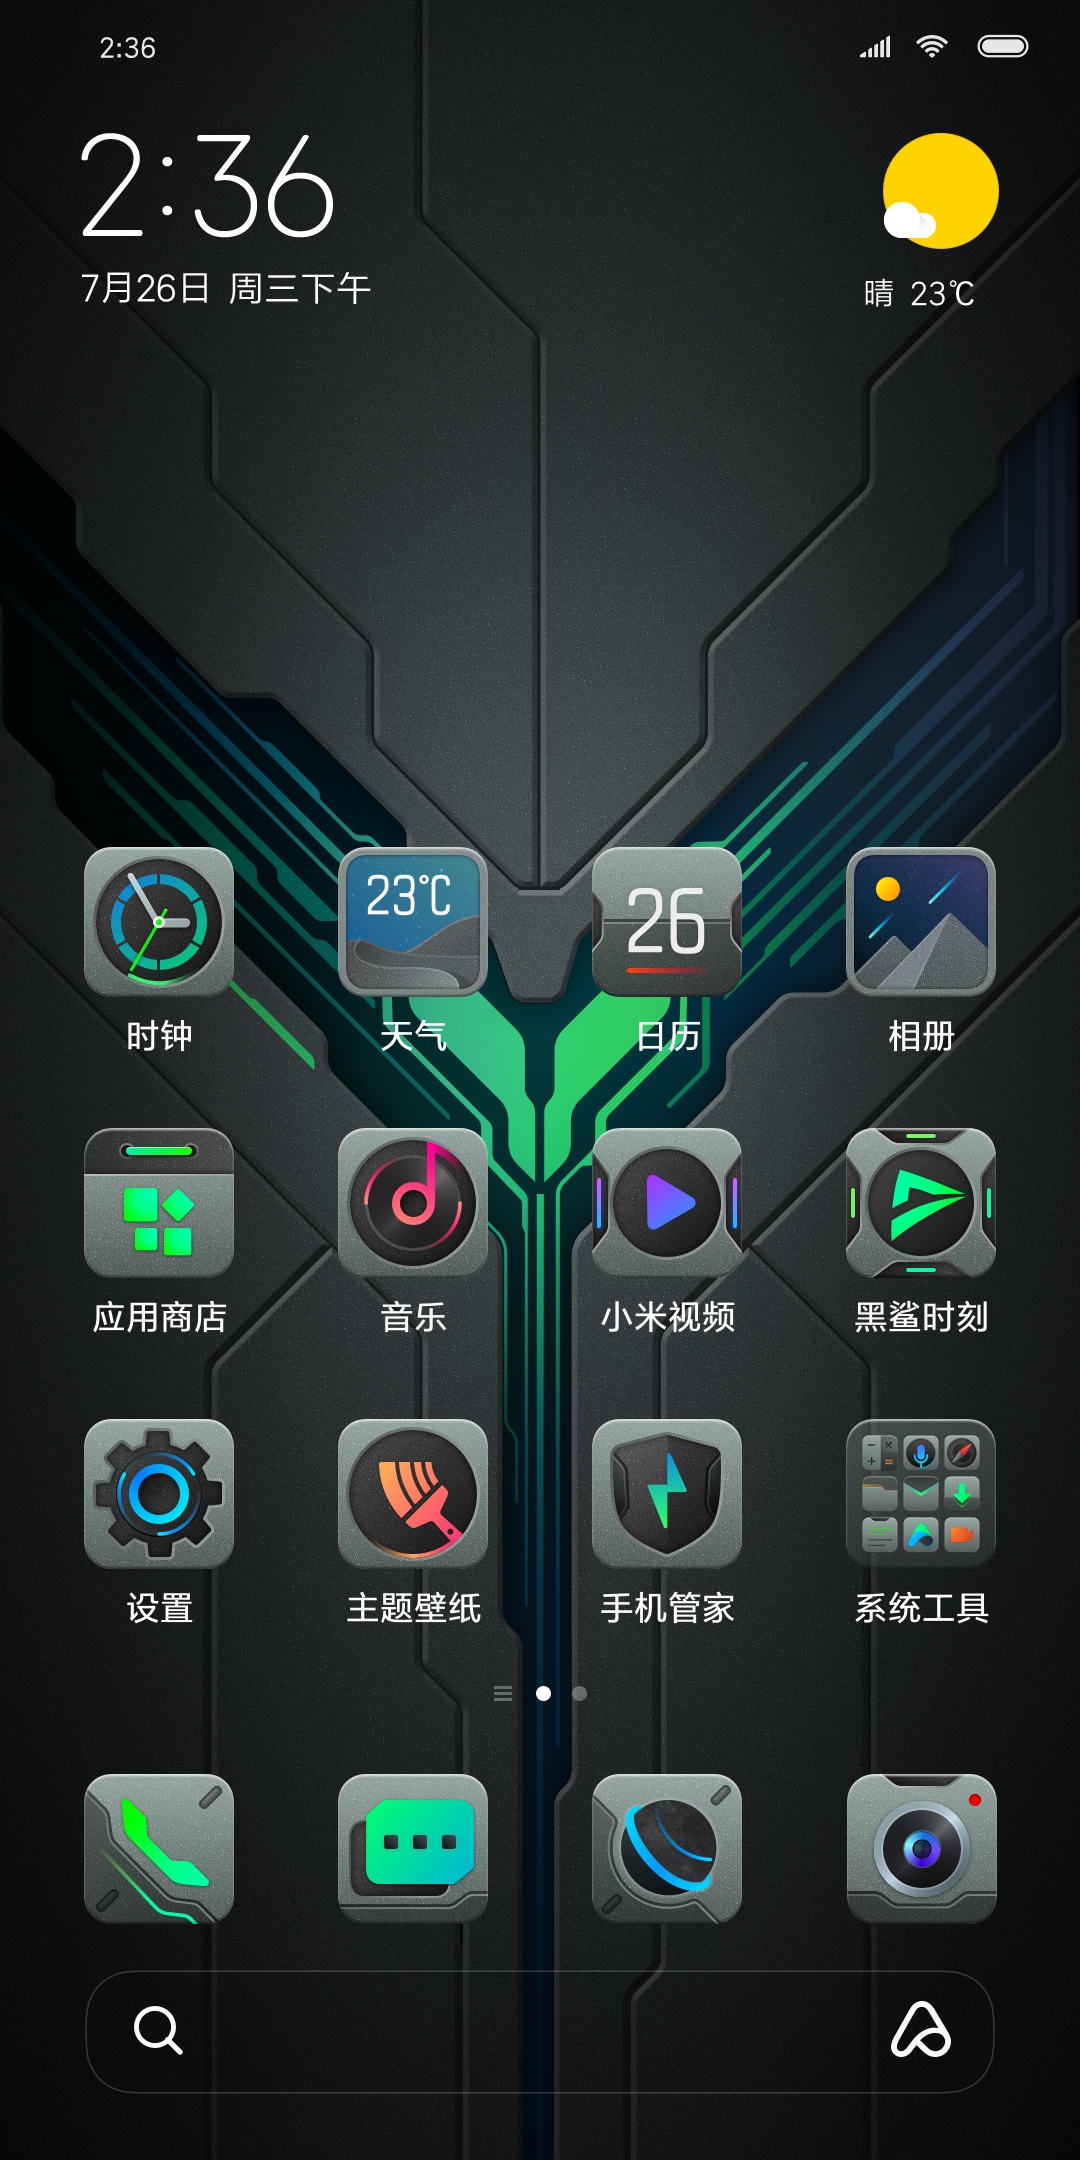 2:36
2:36
7月26日 周三下午
晴 23℃
23℃
26
时钟 天气 日历 相册
应用商店 音乐 小米视频 黑鲨时刻
设置 主题壁纸 手机管家 系统工具